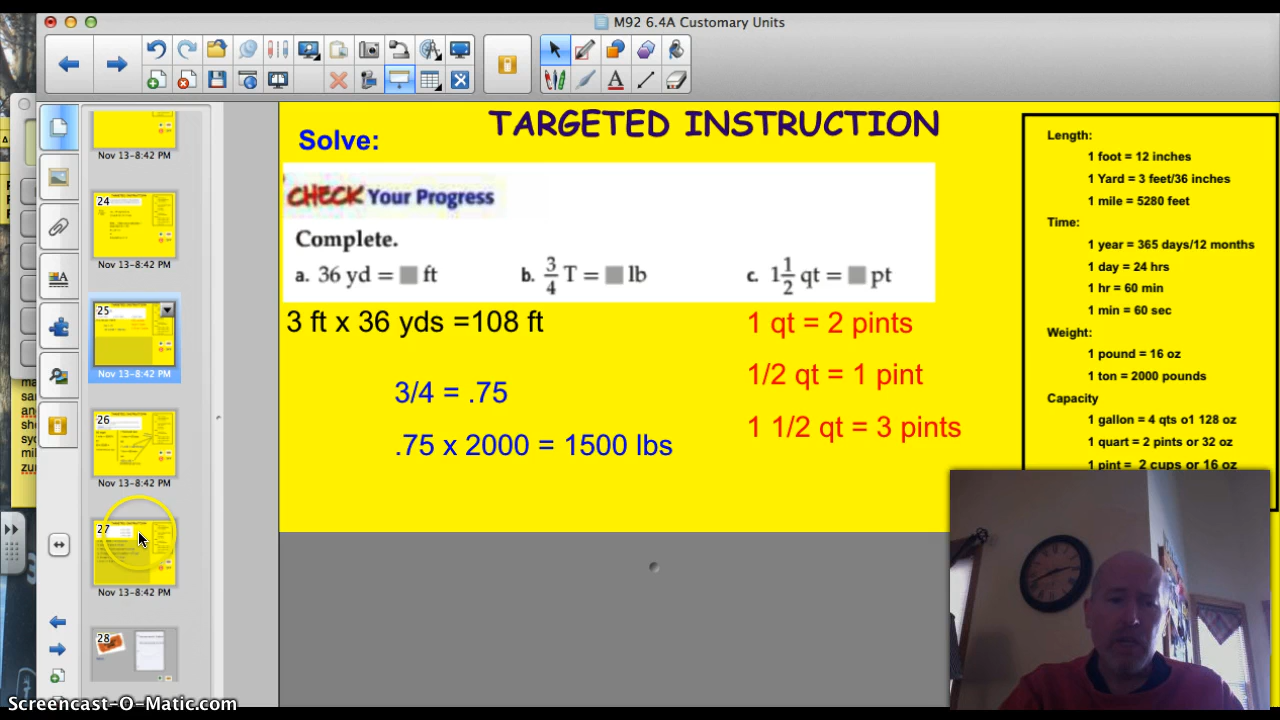 M92 6.4A Customary Units
TARGETED INSTRUCTION
Solve:
CHECK Your Progress
Complete.
a. 36 yd = ft
b. 3/4 T = lb
c. 1 1/2 qt = pt
3 ft x 36 yds =108 ft
3/4 = .75
.75 x 2000 = 1500 lbs
1 qt = 2 pints
1/2 qt = 1 pint
1 1/2 qt = 3 pints
Length:
1 foot = 12 inches
1 Yard = 3 feet/36 inches
1 mile = 5280 feet
Time:
1 year = 365 days/12 months
1 day = 24 hrs
1 hr = 60 min
1 min = 60 sec
Weight:
1 pound = 16 oz
1 ton = 2000 pounds
Capacity
1 gallon = 4 qts o1 128 oz
1 quart = 2 pints or 32 oz
1 pint = 2 cups or 16 oz
Nov 13-8:42 PM
24
Nov 13-8:42 PM
25
Nov 13-8:42 PM
26
Nov 13-8:42 PM
27
Nov 13-8:42 PM
28
Screencast-O-Matic.com